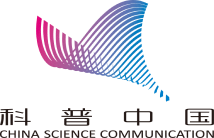 科普中国
CHINA SCIENCE COMMUNICATION